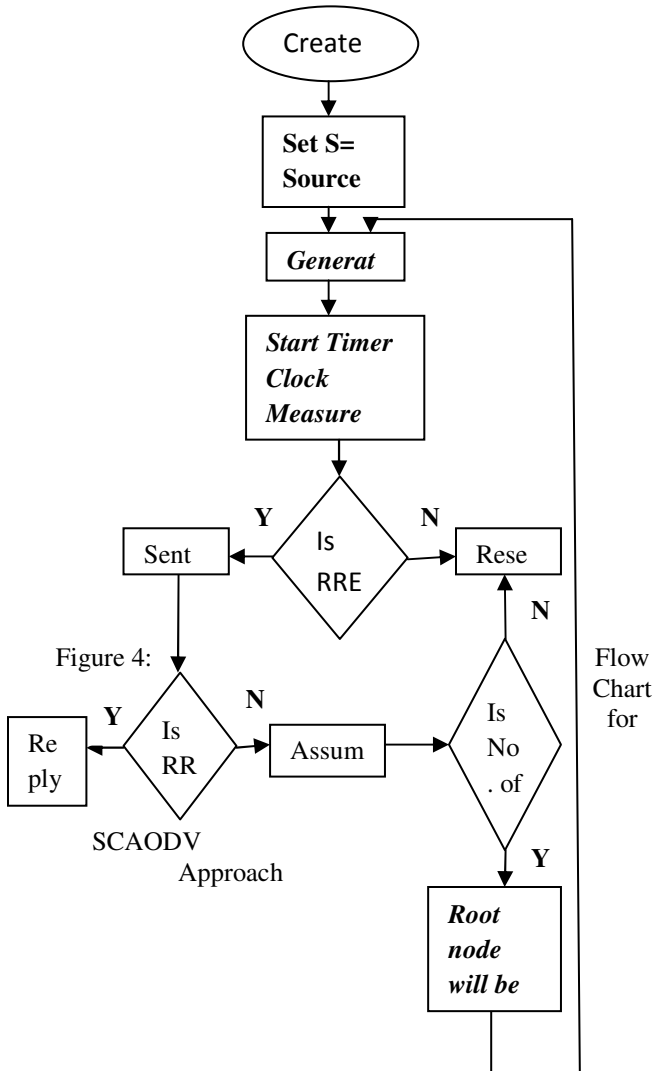 Create
Set S=
Source
Generat
Start Timer
Clock
Measure
Y
N
Sent
Is
RRE
Rese
N
Figure 4:
Flow
Chart
for
Y
N
Re
ply
Is
RR
Assum
Is
No
. of
SCAODV
Approach
Y
Root
node
will be